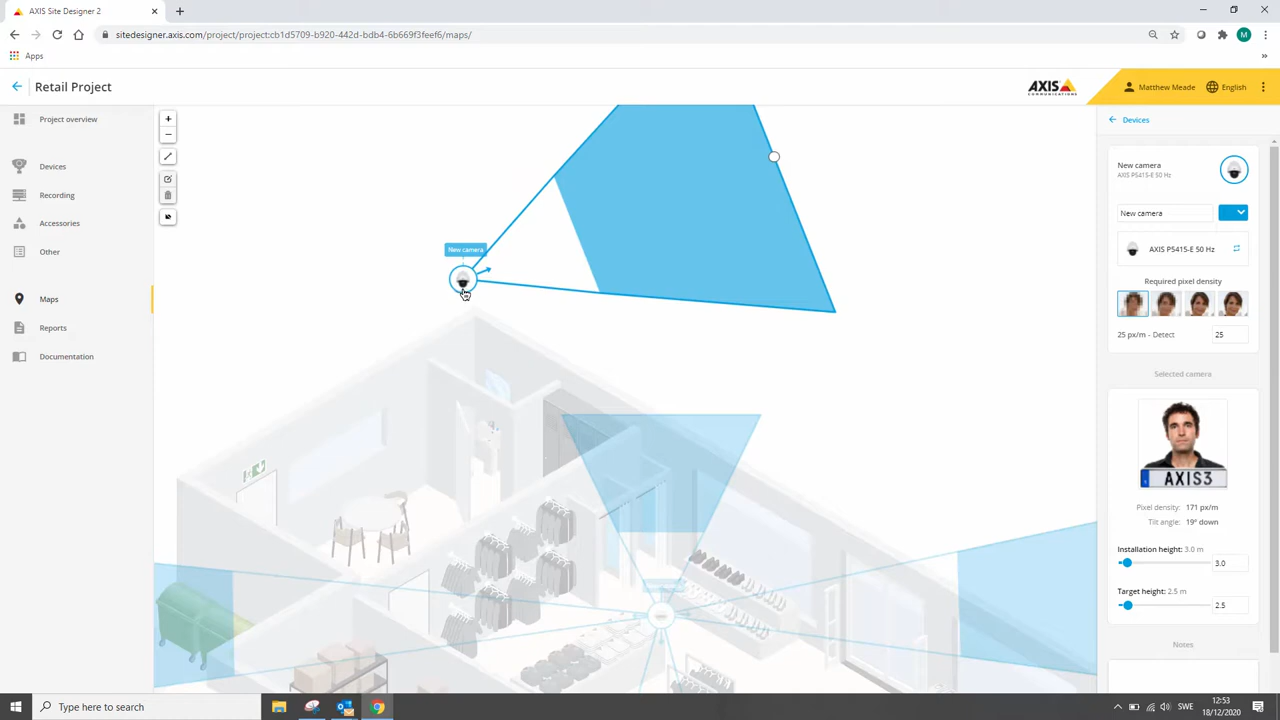 AXIS Site Designer 2
sitedesigner.axis.com/project/project:cb1d5709-b920-442d-bdb4-6b669f3feef6/maps/
M
Apps
»
Retail Project
AXIS
COMMUNICATIONS
Matthew Meade
English
Project overview
Devices
Recording
Accessories
Other
Maps
Reports
Documentation
+
−
New camera
Devices
New camera
AXIS P5415-E 50 Hz
New camera
AXIS P5415-E 50 Hz
Required pixel density
25 px/m - Detect
25
Selected camera
AXIS3
Pixel density: 171 px/m
Tilt angle: 19° down
Installation height: 3.0 m
3.0
Target height: 2.5 m
2.5
Notes
Type here to search
SWE
12:53
18/12/2020